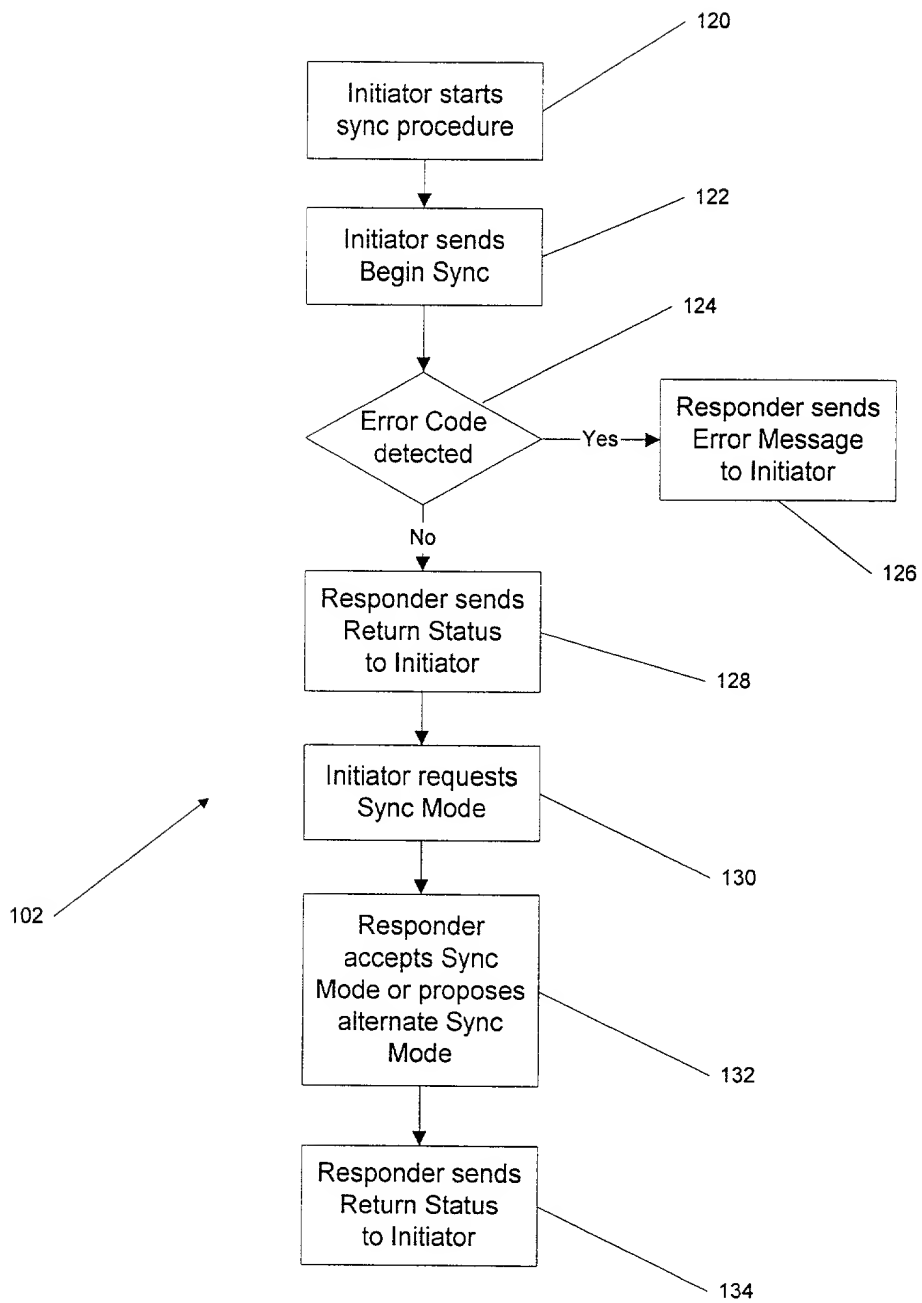 120
Initiator starts
sync procedure
122
Initiator sends
Begin Sync
124
Error Code
detected
Yes
Responder sends
Error Message
to Initiator
126
No
Responder sends
Return Status
to Initiator
128
Initiator requests
Sync Mode
130
102
Responder
accepts Sync
Mode or proposes
alternate Sync
Mode
132
Responder sends
Return Status
to Initiator
134